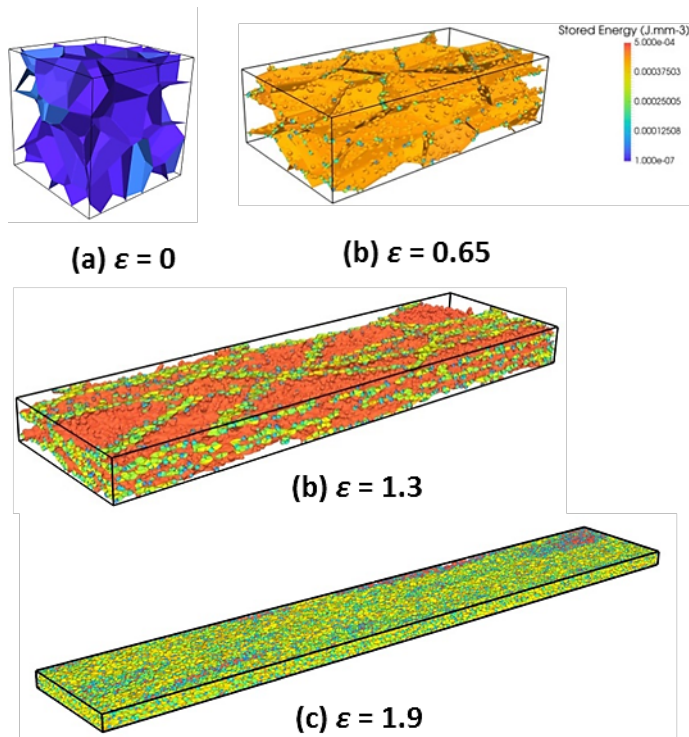 Stored Energy (J.mm-3)
5.000e-04
0.00037503
0.00025005
0.00012508
1.000e-07
(a) ε = 0
(b) ε = 0.65
(b) ε = 1.3
(c) ε = 1.9